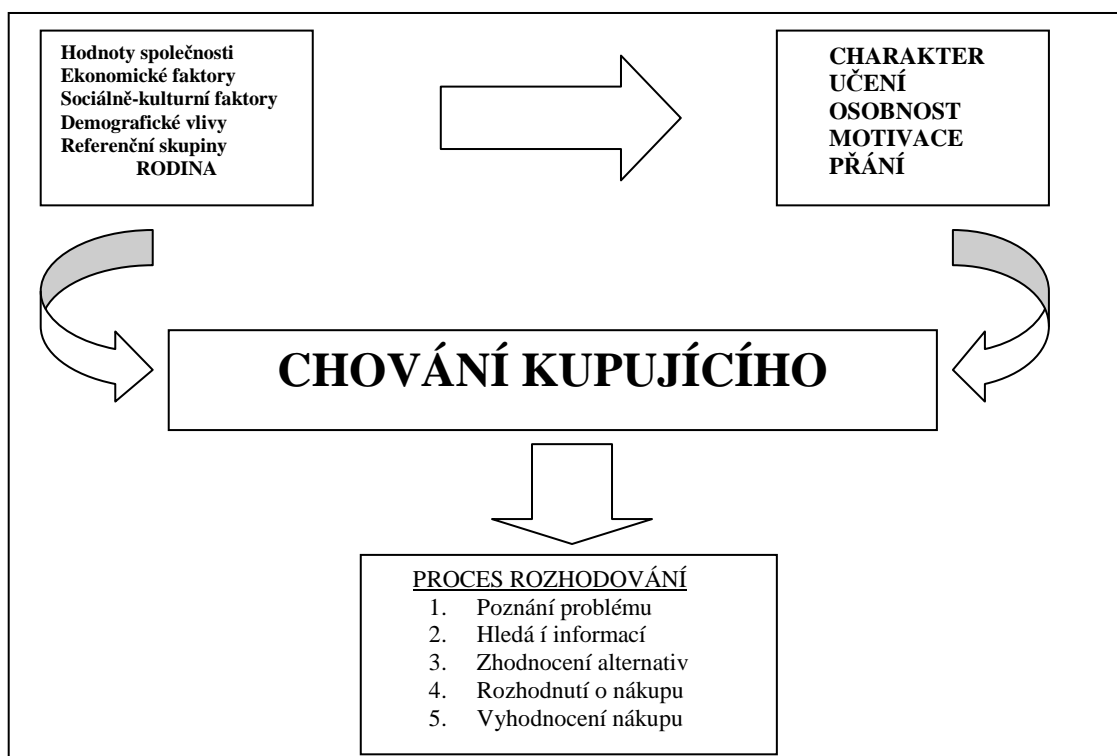 Hodnoty společnosti
Ekonomické faktory
Sociálně-kulturní faktory
Demografické vlivy
Referenční skupiny
RODINA
CHARAKTER
UČENÍ
OSOBNOST
MOTIVACE
PŘÁNÍ
CHOVÁNÍ KUPUJÍCÍHO
PROCES ROZHODOVÁNÍ
1. Poznání problému
2. Hledá í informací
3. Zhodnocení alternativ
4. Rozhodnutí o nákupu
5. Vyhodnocení nákupu